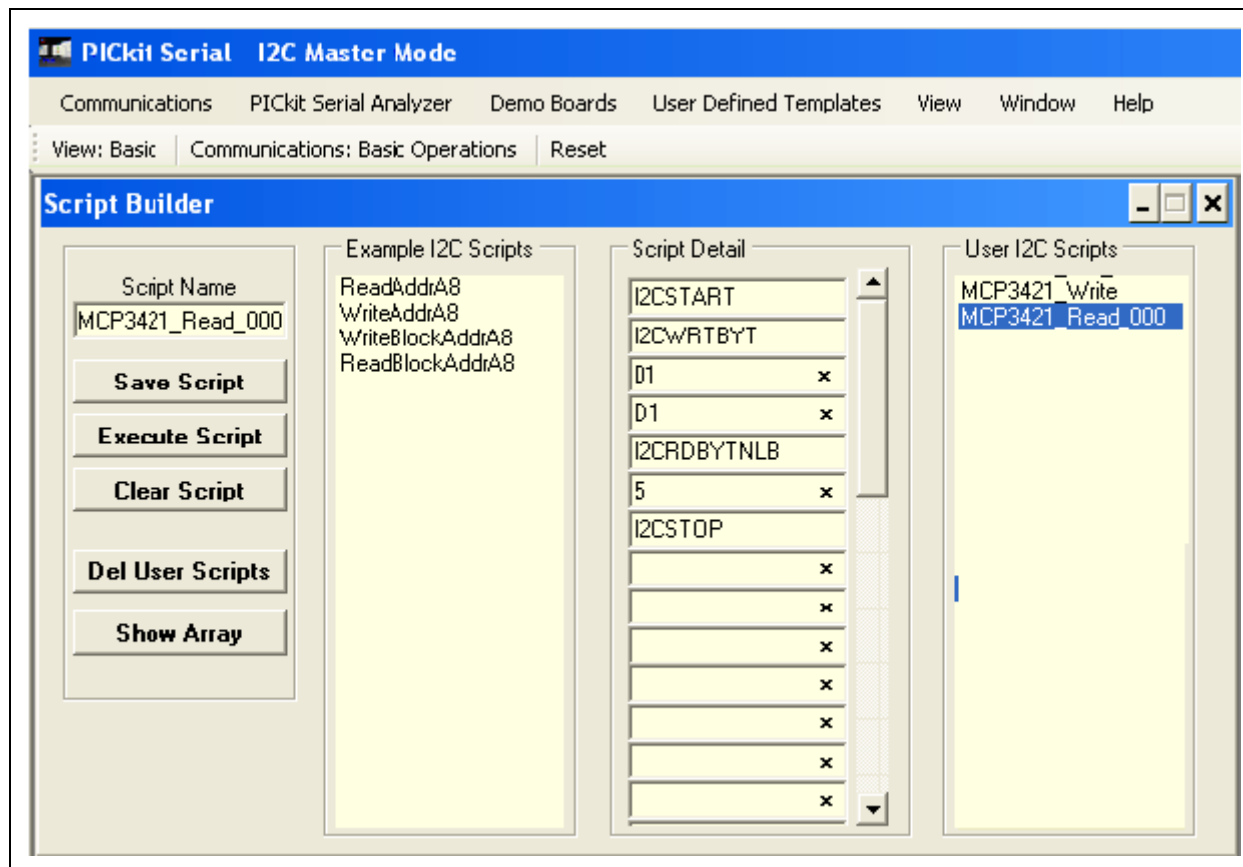 PICkit Serial I2C Master Mode
Communications PICkit Serial Analyzer Demo Boards User Defined Templates View Window Help
View: Basic Communications: Basic Operations Reset
Script Builder
Script Name
MCP3421_Read_000
Save Script
Execute Script
Clear Script
Del User Scripts
Show Array
Example I2C Scripts
ReadAddrA8
WriteAddrA8
WriteBlockAddrA8
ReadBlockAddrA8
Script Detail
I2CSTART
I2CWRTBYT
D1 x
D1 x
I2CRDBYTNLB
5 x
I2CSTOP
x
x
x
x
x
x
x
User I2C Scripts
MCP3421_Write
MCP3421_Read_000